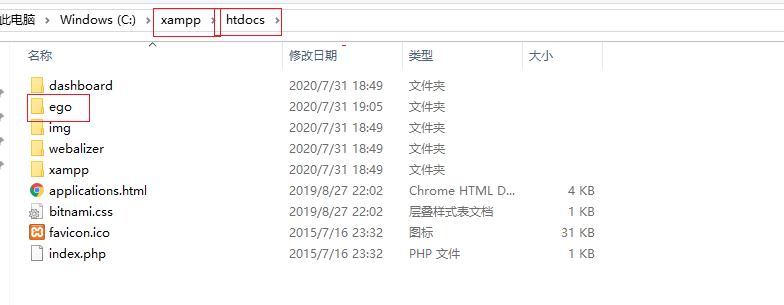 此电脑 Windows (C:) xampp htdocs
名称 修改日期 类型 大小
dashboard 2020/7/31 18:49 文件夹
ego 2020/7/31 19:05 文件夹
img 2020/7/31 18:49 文件夹
webalizer 2020/7/31 18:49 文件夹
xampp 2020/7/31 18:49 文件夹
applications.html 2019/8/27 22:02 Chrome HTML D... 4 KB
bitnami.css 2019/8/27 22:02 层叠样式表文档 1 KB
favicon.ico 2015/7/16 23:32 图标 31 KB
index.php 2015/7/16 23:32 PHP 文件 1 KB